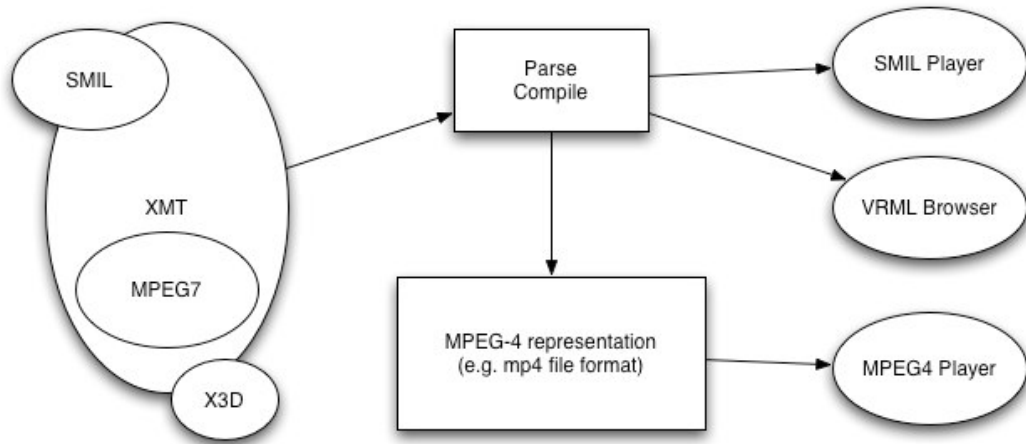 SMIL
XMT
MPEG7
X3D
Parse
Compile
MPEG-4 representation
(e.g. mp4 file format)
SMIL Player
VRML Browser
MPEG4 Player